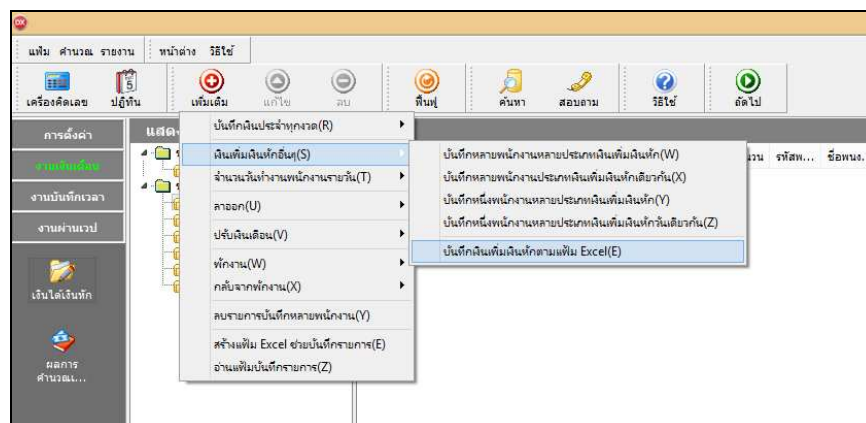 แฟ้ม คำนวณ รายงาน หน้าต่าง วิธีใช้
เครื่องคิดเลข ปฏิทิน เพิ่มเติม แก้ไข ลบ ฟื้นฟู ค้นหา สอบถาม วิธีใช้ ถัดไป
การตั้งค่า
งานเงินเดือน
งานบันทึกเวลา
งานผ่านเวป
เงินได้เงินหัก
ผลการ
คำนวณ...
บันทึกเงินประจำทุกงวด(R)
เงินเพิ่มเงินหักอื่นๆ(S)
จำนวนวันทำงานพนักงานรายวัน(T)
ลาออก(U)
ปรับเงินเดือน(V)
พักงาน(W)
กลับจากพักงาน(X)
ลบรายการบันทึกหลายพนักงาน(Y)
สร้างแฟ้ม Excel ช่วยบันทึกรายการ(E)
อ่านแฟ้มบันทึกรายการ(Z)
บันทึกหลายพนักงานหลายประเภทเงินเพิ่มเงินหัก(W)
บันทึกหลายพนักงานประเภทเงินเพิ่มเงินหักเดียวกัน(X)
บันทึกหนึ่งพนักงานหลายประเภทเงินเพิ่มเงินหัก(Y)
บันทึกหนึ่งพนักงานหลายประเภทเงินเพิ่มเงินหักวันเดียวกัน(Z)
บันทึกเงินเพิ่มเงินหักตามแฟ้ม Excel(E)
รหัสพ... ชื่อพนง.